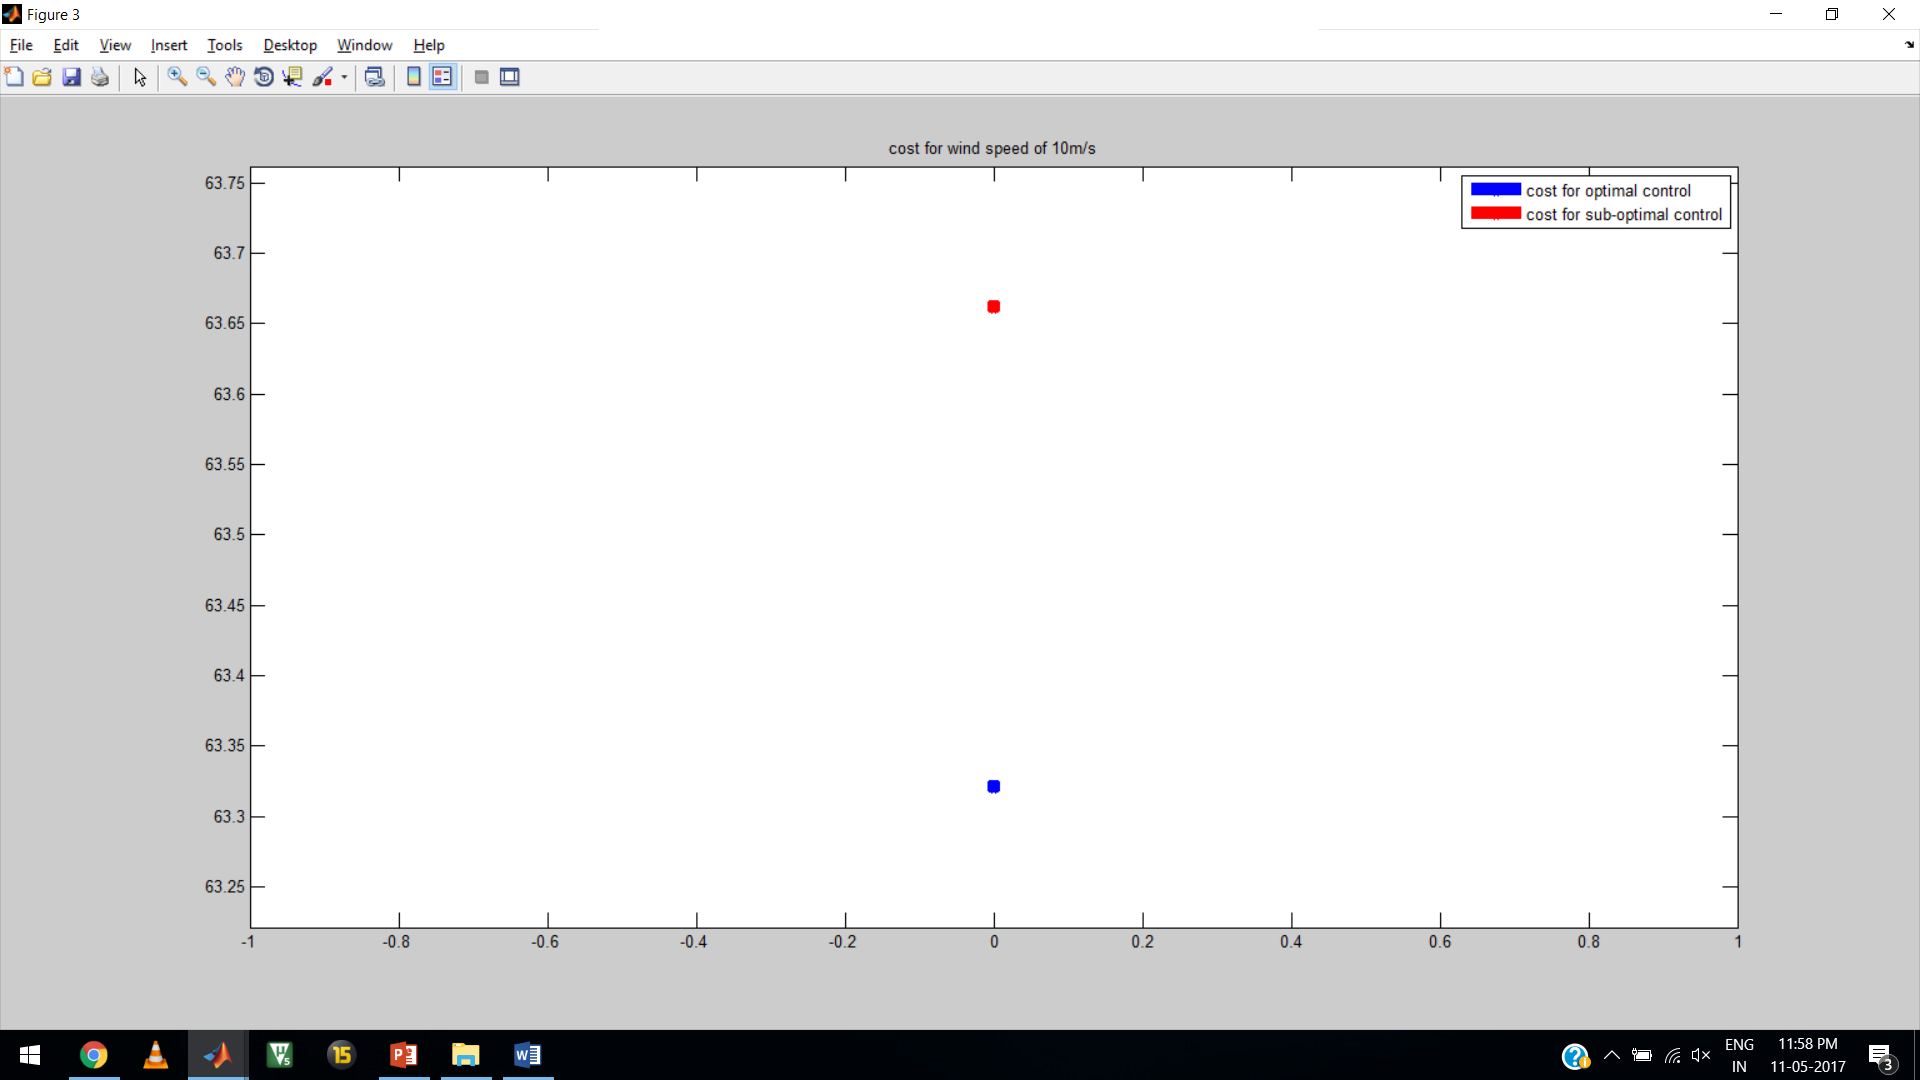 Figure 3
File Edit View Insert Tools Desktop Window Help
cost for wind speed of 10m/s
cost for optimal control
cost for sub-optimal control
63.75
63.7
63.65
63.6
63.55
63.5
63.45
63.4
63.35
63.3
63.25
-1 -0.8 -0.6 -0.4 -0.2 0 0.2 0.4 0.6 0.8 1
ENG
IN
11:58 PM
11-05-2017
3
15